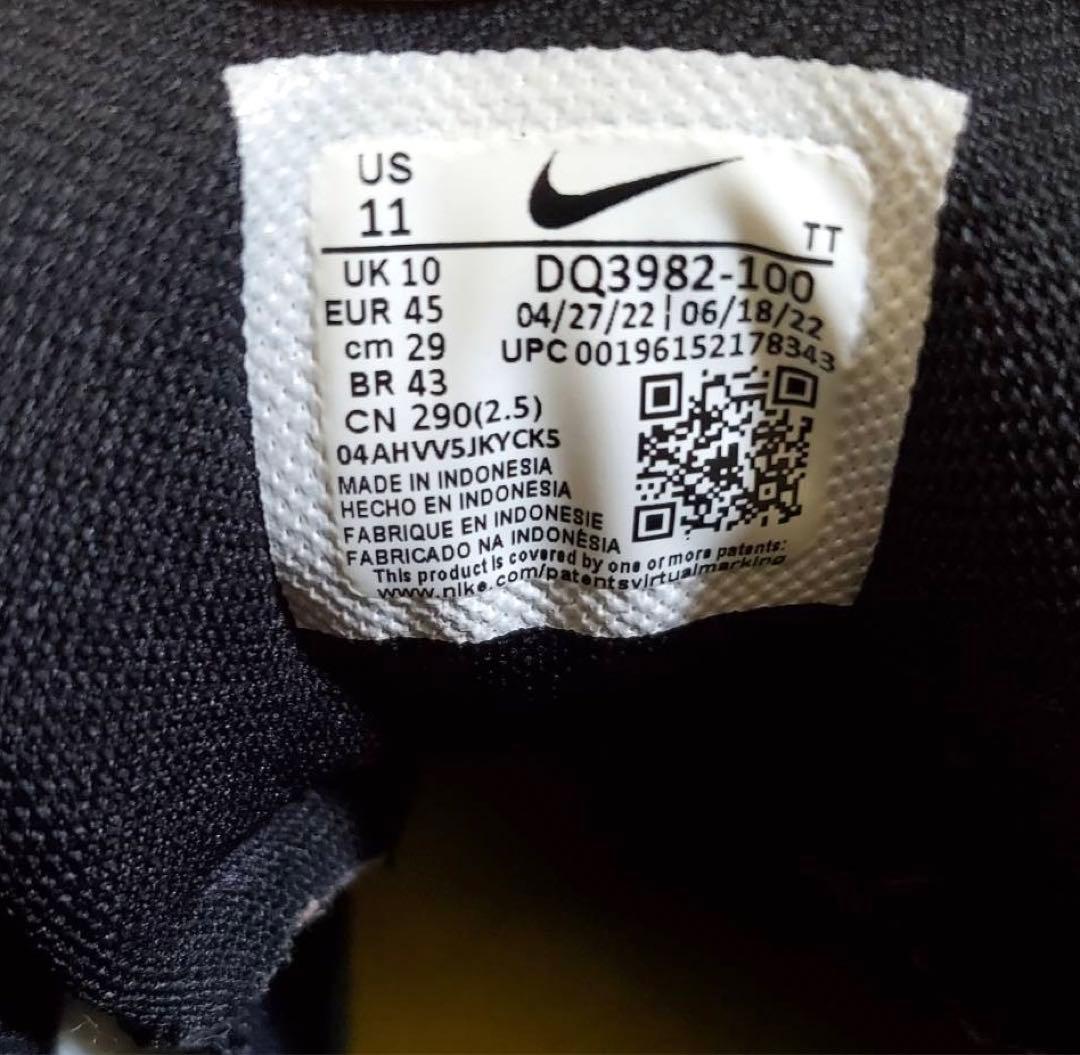 US
11
TT
UK 10
EUR 45
cm 29
BR 43
CN 290(2.5)
DQ3982-100
04/27/22 | 06/18/22
UPC 00196152178343
04AHVV5JKYCK5
MADE IN INDONESIA
HECHO EN INDONESIA
FABRIQUE EN INDONESIE
FABRICADO NA INDONÉSIA
This product is covered by one or more patents:
www.nike.com/patentsvirtualmarking